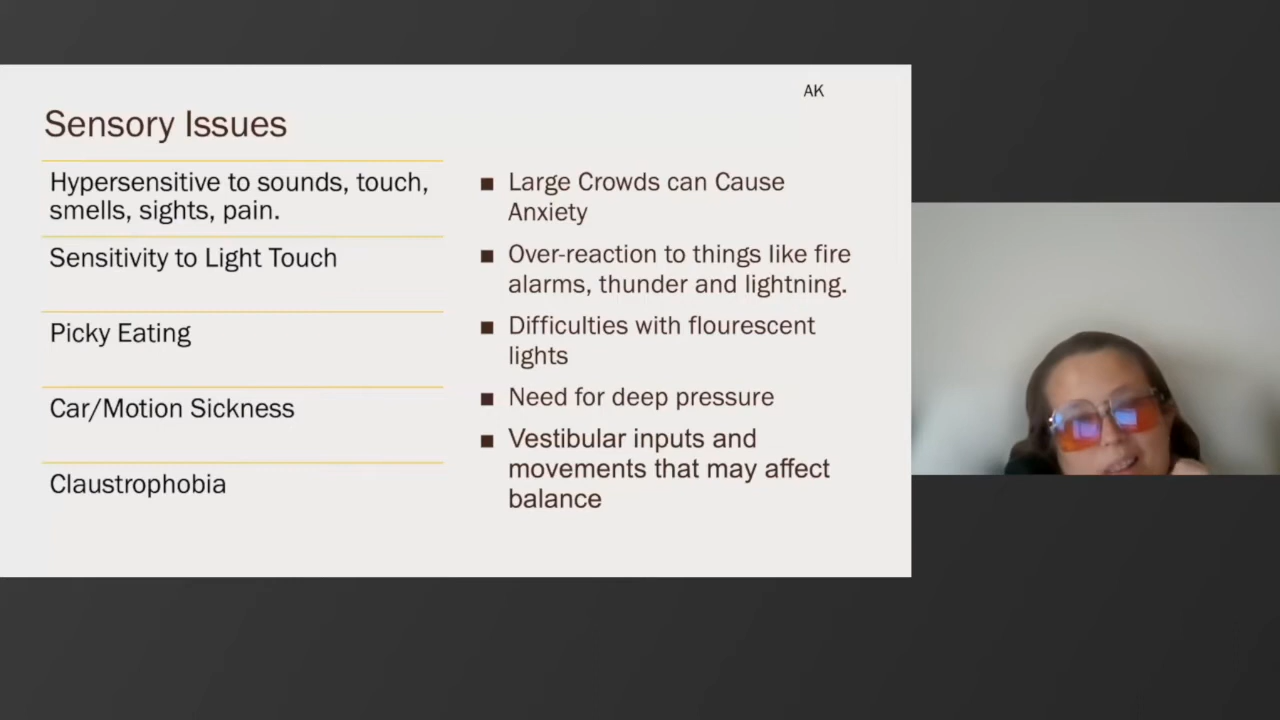 AK
Sensory Issues
Hypersensitive to sounds, touch,
smells, sights, pain.
Sensitivity to Light Touch
Picky Eating
Car/Motion Sickness
Claustrophobia
■ Large Crowds can Cause
Anxiety
■ Over-reaction to things like fire
alarms, thunder and lightning.
■ Difficulties with flourescent
lights
■ Need for deep pressure
■ Vestibular inputs and
movements that may affect
balance